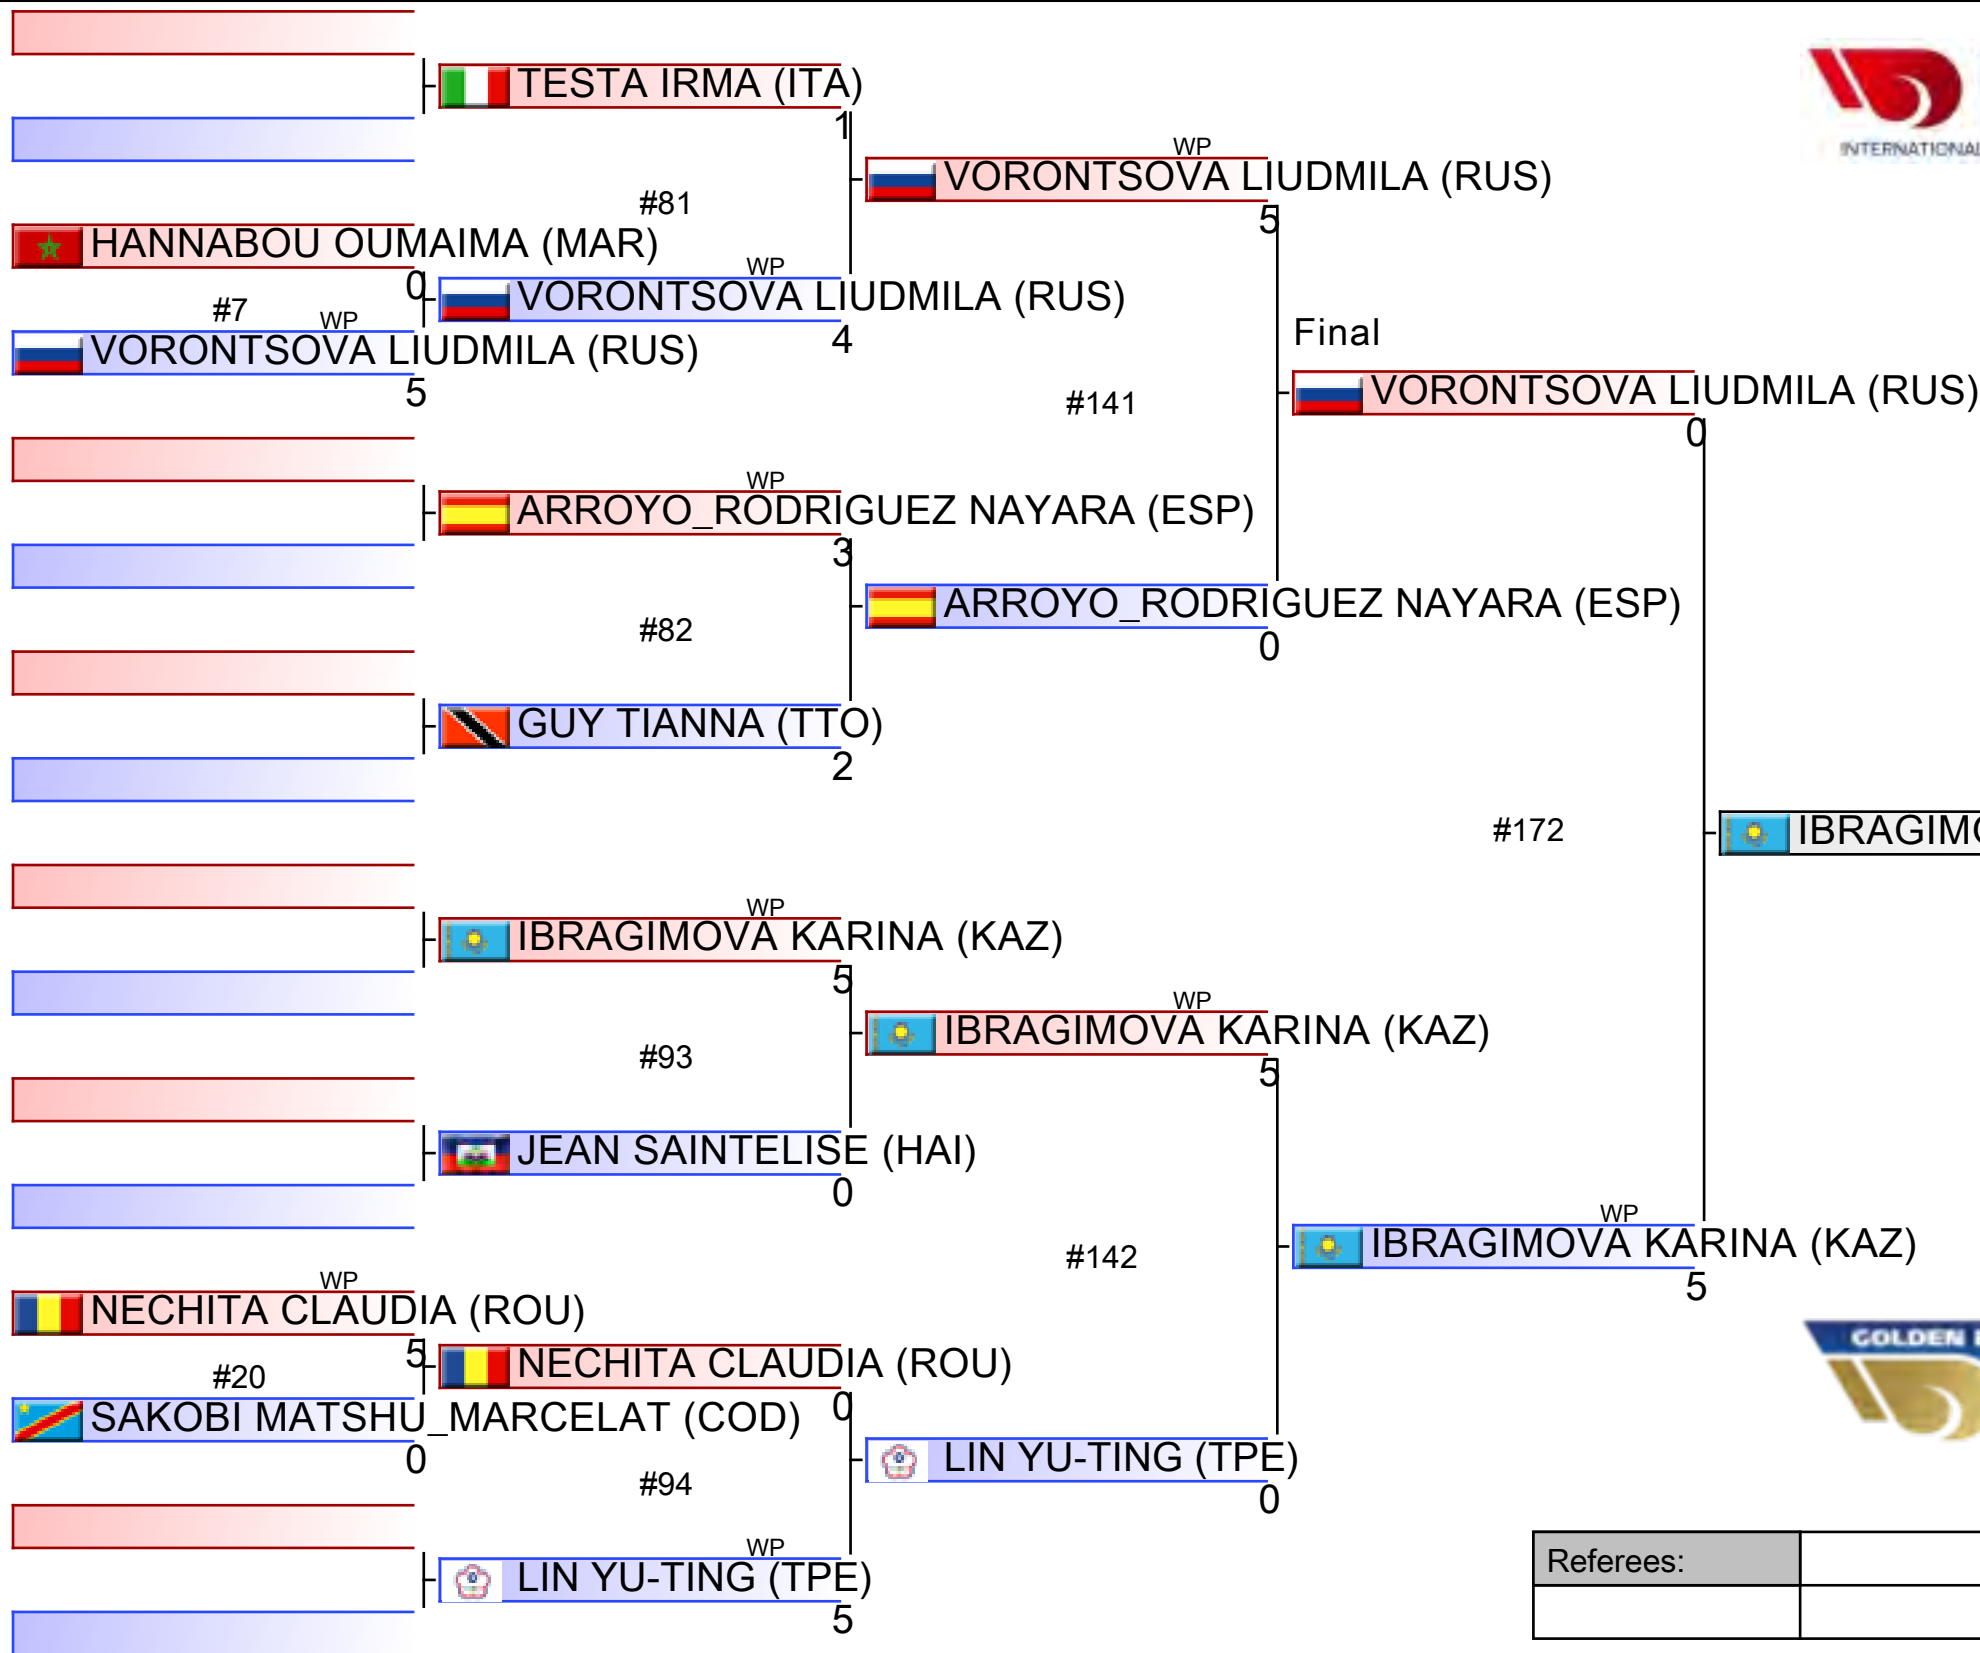 TESTA IRMA (ITA)
1
#81
HANNABOU OUMAIMA (MAR)
0
#7
WP
VORONTSOVA LIUDMILA (RUS)
5
WP
VORONTSOVA LIUDMILA (RUS)
4
WP
VORONTSOVA LIUDMILA (RUS)
5
INTERNATIONAL
Final
VORONTSOVA LIUDMILA (RUS)
0
#141
WP
ARROYO_RODRIGUEZ NAYARA (ESP)
3
#82
ARROYO_RODRIGUEZ NAYARA (ESP)
0
GUY TIANNA (TTO)
2
#172
IBRAGIMO
WP
IBRAGIMOVA KARINA (KAZ)
5
#93
WP
IBRAGIMOVA KARINA (KAZ)
5
JEAN SAINTELISE (HAI)
0
#142
WP
IBRAGIMOVA KARINA (KAZ)
5
WP
NECHITA CLAUDIA (ROU)
5
#20
SAKOBI MATSHU_MARCELAT (COD)
0
NECHITA CLAUDIA (ROU)
0
#94
LIN YU-TING (TPE)
0
WP
LIN YU-TING (TPE)
5
GOLDEN
Referees: